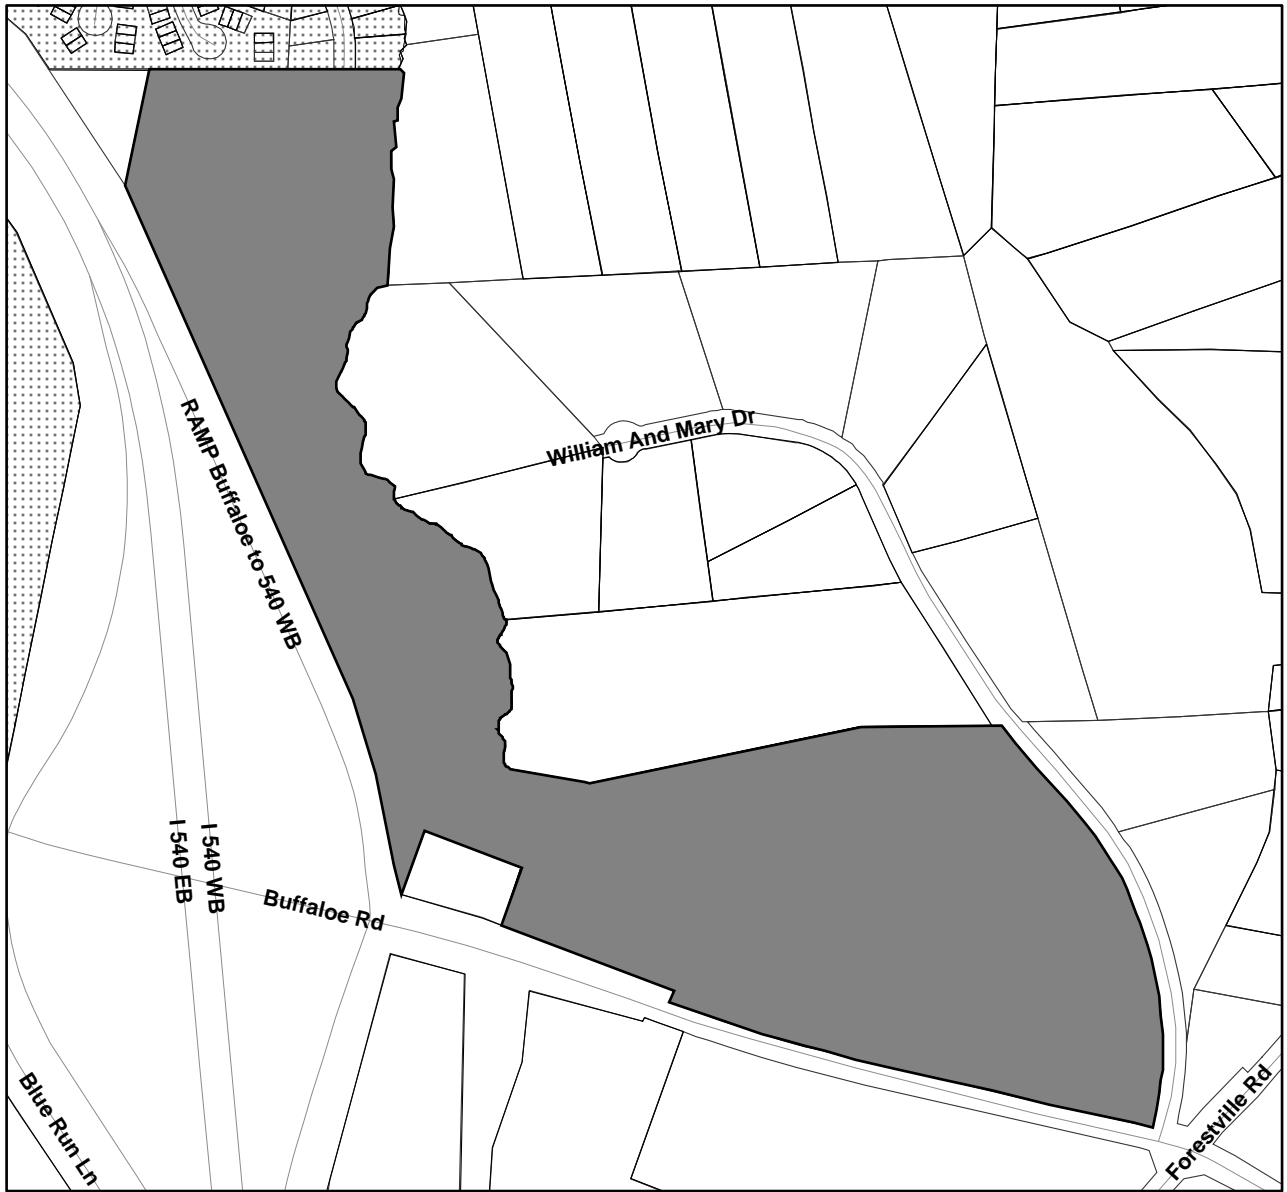 William And Mary Dr
RAMP Buffaloe to 540 WB
I 540 EB
I 540 WB
Buffaloe Rd
Blue Run Ln
Forestville Rd